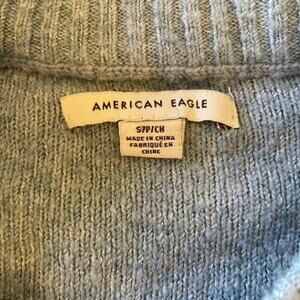 AMERICAN EAGLE
S/P/CH
MADE IN CHINA
FABRIQUÉ EN
CHINE